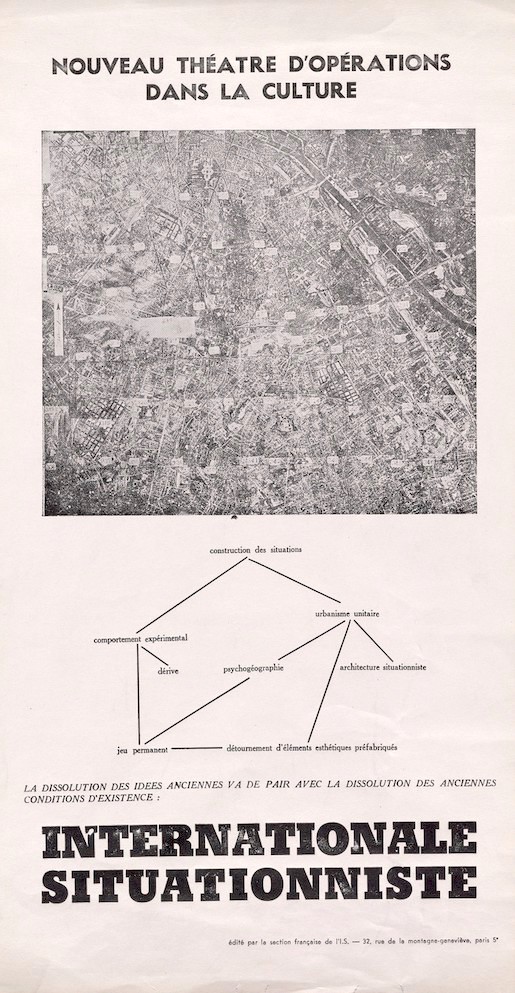 NOUVEAU THÉATRE D'OPÉRATIONS
DANS LA CULTURE
construction des situations
urbanisme unitaire
comportement expérimental
dérive
psychogéographie
architecture situationniste
jeu permanent
détournement d'éléments esthétiques préfabriqués
LA DISSOLUTION DES IDEES ANCIENNES VA DE PAIR AVEC LA DISSOLUTION DES ANCIENNES
CONDITIONS D'EXISTENCE :
INTERNATIONALE
SITUATIONNISTE
édité par la section française de l'I.S. — 32, rue de la montagne-geneviève, paris 5e